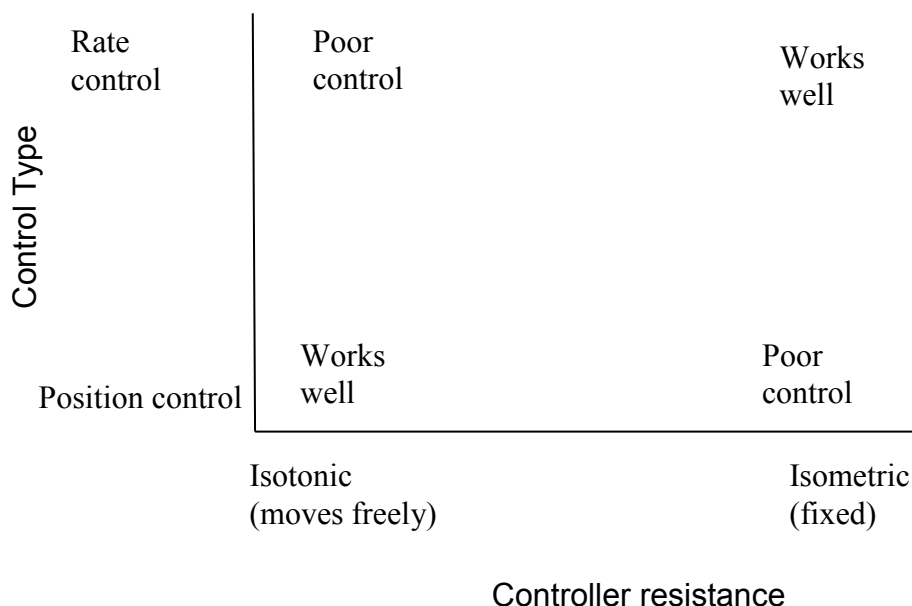 Rate
control
Poor
control
Works
well
Control Type
Works
well
Poor
control
Position control
Isotonic
(moves freely)
Isometric
(fixed)
Controller resistance